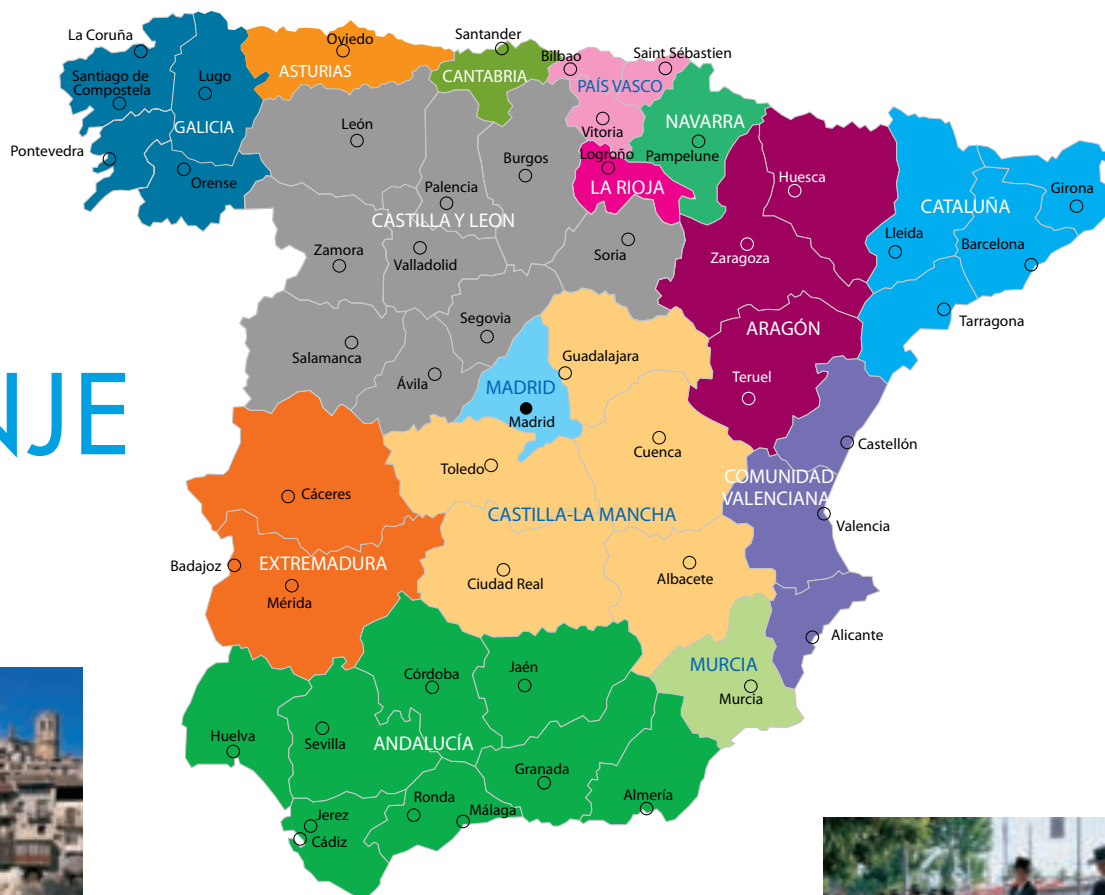 La Coruña
Santiago de
Compostela
Lugo
GALICIA
Pontevedra
Orense
Oviedo
ASTURIAS
Santander
CANTABRIA
Bilbao
Saint Sébastien
PAÍS VASCO
Vitoria
NAVARRA
Pampelune
Logroño
LA RIOJA
León
Burgos
Palencia
CASTILLA Y LEON
Zamora
Valladolid
Soria
Segovia
Salamanca
Ávila
Huesca
Zaragoza
ARAGÓN
Teruel
CATALUÑA
Girona
Lleida
Barcelona
Tarragona
NJE
MADRID
Madrid
Guadalajara
Toledo
Cuenca
CASTILLA-LA MANCHA
Ciudad Real
Albacete
COMUNIDAD
VALENCIANA
Castellón
Valencia
Alicante
Cáceres
Badajoz
EXTREMADURA
Mérida
MURCIA
Murcia
Córdoba
Jaén
Huelva
Sevilla
ANDALUCÍA
Granada
Almería
Ronda
Málaga
Jerez
Cádiz